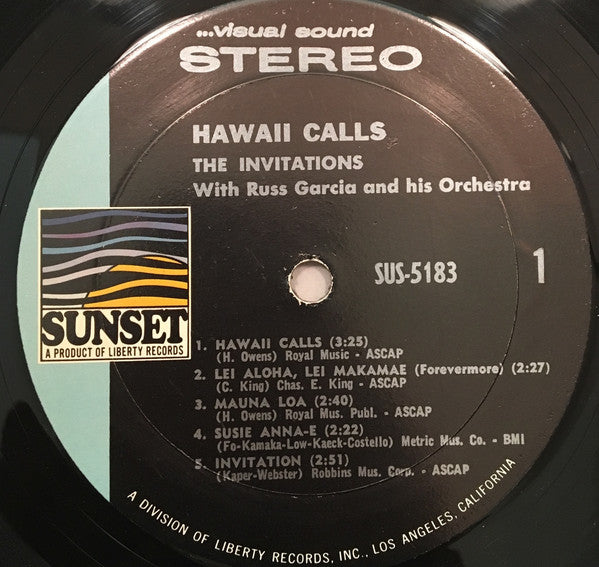 ...visual sound
STEREO
HAWAII CALLS
THE INVITATIONS
With Russ Garcia and his Orchestra
SUS-5183
1
SUNSET
A PRODUCT OF LIBERTY RECORDS
1. HAWAII CALLS (3:25)
(H. Owens) Royal Music - ASCAP
2. LEI ALOHA, LEI MAKAMAE (Forevermore) (2:27)
(C. King) Chas. E. King - ASCAP
3. MAUNA LOA (2:40)
(H. Owens) Royal Mus. Publ. - ASCAP
4. SUSIE ANNA-E (2:22)
(Fo-Kamaka-Low-Kaeck-Costello) Metric Mus. Co. - BMI
5. INVITATION (2:51)
(Kaper-Webster) Robbins Mus. Corp. - ASCAP
A DIVISION OF LIBERTY RECORDS, INC., LOS ANGELES, CALIFORNIA